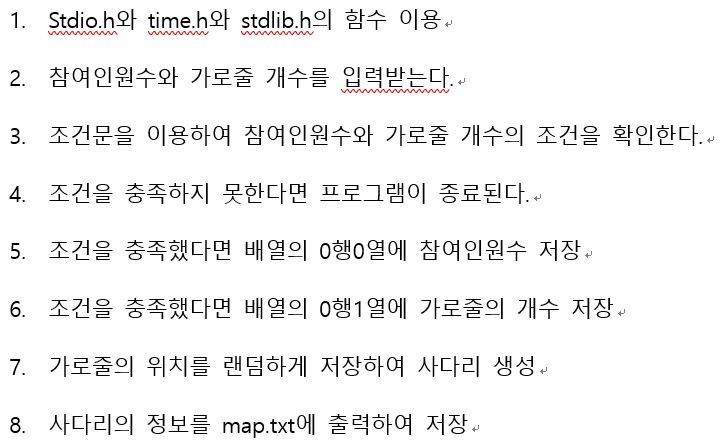 1. Stdio.h와 time.h와 stdlib.h의 함수 이용
2. 참여인원수와 가로줄 개수를 입력받는다.
3. 조건문을 이용하여 참여인원수와 가로줄 개수의 조건을 확인한다.
4. 조건을 충족하지 못한다면 프로그램이 종료된다.
5. 조건을 충족했다면 배열의 0행0열에 참여인원수 저장
6. 조건을 충족했다면 배열의 0행1열에 가로줄의 개수 저장
7. 가로줄의 위치를 랜덤하게 저장하여 사다리 생성
8. 사다리의 정보를 map.txt에 출력하여 저장